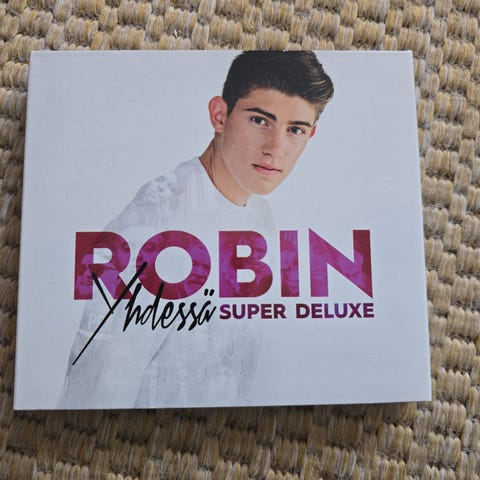 ROBIN
Yhdessä SUPER DELUXE